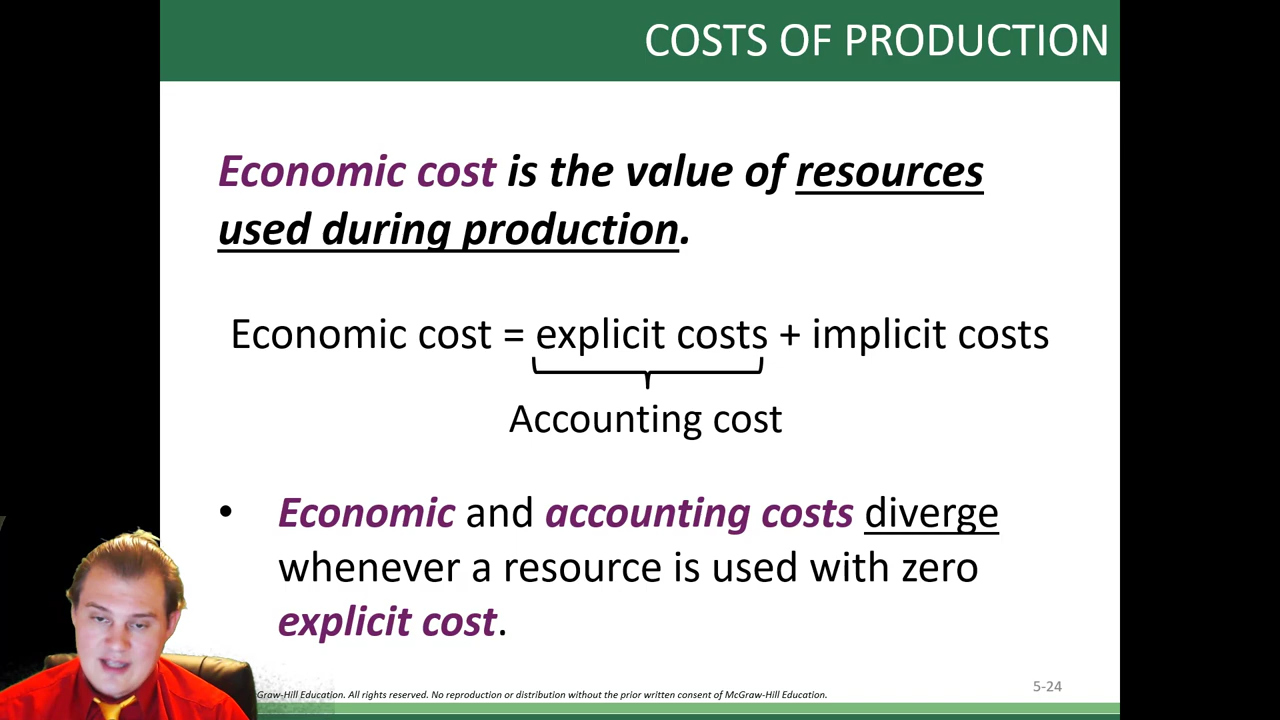 COSTS OF PRODUCTION
Economic cost is the value of resources
used during production.
Economic cost = explicit costs + implicit costs
Accounting cost
• Economic and accounting costs diverge
whenever a resource is used with zero
explicit cost.
Graw-Hill Education. All rights reserved. No reproduction or distribution without the prior written consent of McGraw-Hill Education.
5-24